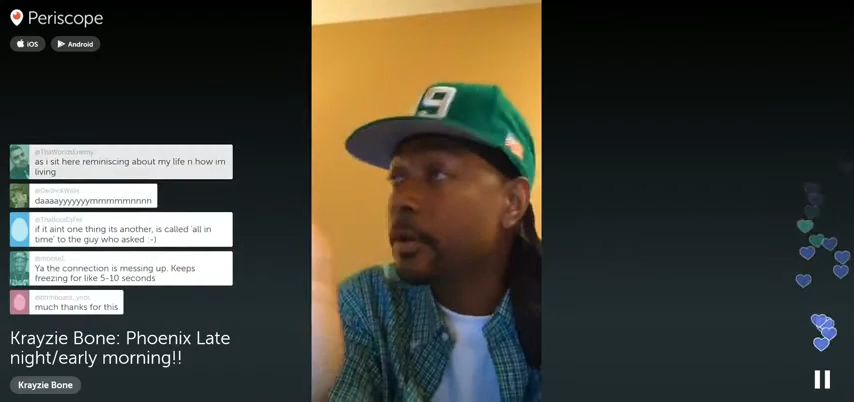 Periscope
iOS
Android
9
as i sit here reminiscing about my life n how im
living
daaaayyyyyyymmmmmnnnn
if it aint one thing its another, is called 'all in
time' to the guy who asked :-)
Ya the connection is messing up. Keeps
freezing for like 5-10 seconds
much thanks for this
Krayzie Bone: Phoenix Late
night/early morning!!
Krayzie Bone